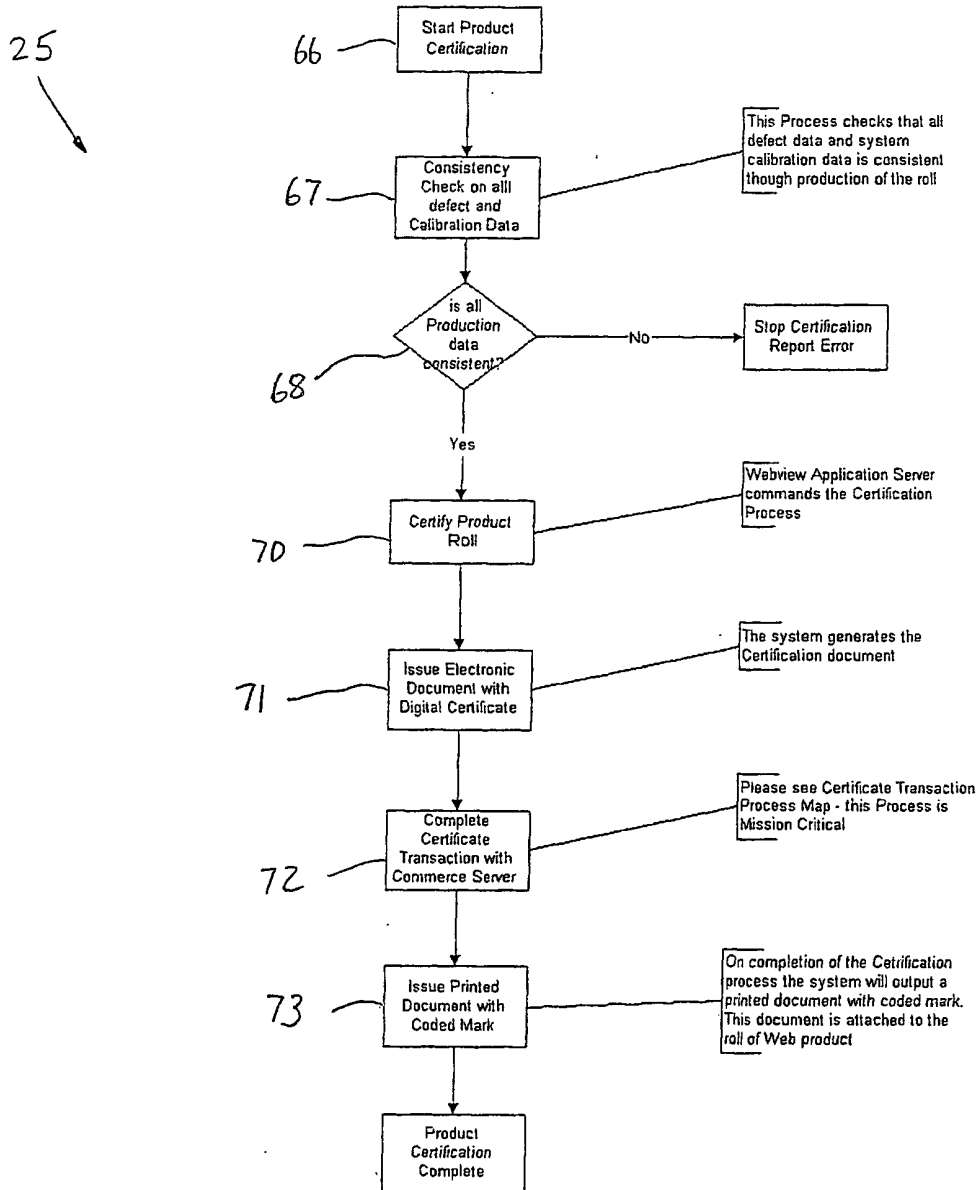 25
66
Start Product
Certification
67
Consistency
Check on alll
defect and
Calibration Data
This Process checks that all
defect data and system
calibration data is consistent
though production of the roll
68
is all
Production
data
consistent?
No
Stop Certification
Report Error
Yes
70
Certify Product
Roll
Webview Application Server
commands the Certification
Process
71
Issue Electronic
Document with
Digital Certificate
The system generates the
Certification document
72
Complete
Certificate
Transaction with
Commerce Server
Please see Certificate Transaction
Process Map - this Process is
Mission Critical
73
Issue Printed
Document with
Coded Mark
On completion of the Cetrification
process the system will output a
printed document with coded mark.
This document is attached to the
roll of Web product
Product
Certification
Complete